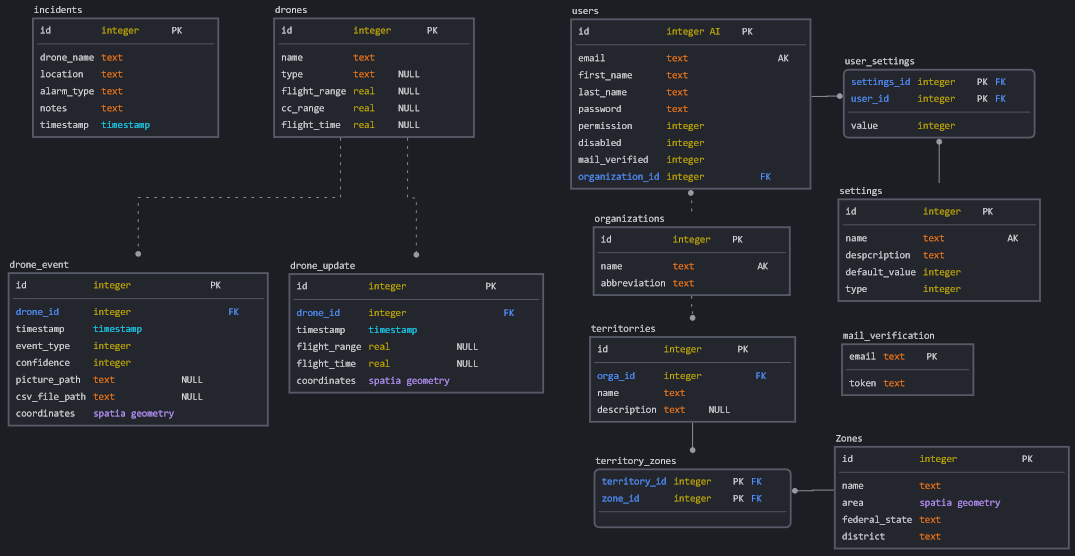 incidents
id integer PK
drone_name text
location text
alarm_type text
notes text
timestamp timestamp
drones
id integer PK
name text
type text NULL
flight_range real NULL
cc_range real NULL
flight_time real NULL
users
id integer AI PK
email text AK
first_name text
last_name text
password text
permission integer
disabled integer
mail_verified integer
organization_id integer FK
user_settings
settings_id integer PK FK
user_id integer PK FK
value integer
settings
id integer PK
name text AK
despcription text
default_value integer
type integer
organizations
id integer PK
name text AK
abbreviation text
drone_event
id integer PK
drone_id integer FK
timestamp timestamp
event_type integer
confidence integer
picture_path text NULL
csv_file_path text NULL
coordinates spatia geometry
drone_update
id integer PK
drone_id integer FK
timestamp timestamp
flight_range real NULL
flight_time real NULL
coordinates spatia geometry
territorries
id integer PK
orga_id integer FK
name text
description text NULL
mail_verification
email text PK
token text
territory_zones
territory_id integer PK FK
zone_id integer PK FK
Zones
id integer PK
name text
area spatia geometry
federal_state text
district text